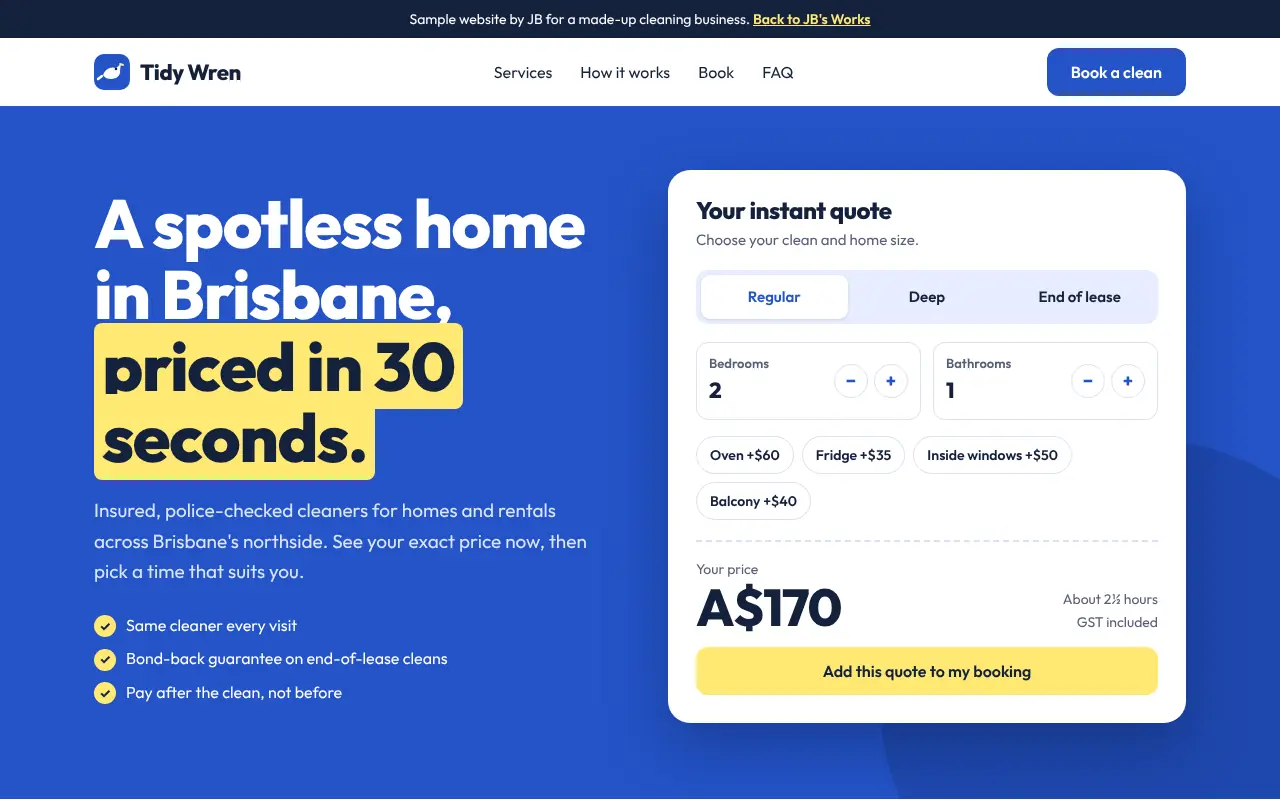 Sample website by JB for a made-up cleaning business. Back to JB's Works
Tidy Wren
Services
How it works
Book
FAQ
Book a clean
A spotless home
in Brisbane,
priced in 30
seconds.
Insured, police-checked cleaners for homes and rentals
across Brisbane's northside. See your exact price now, then
pick a time that suits you.
Same cleaner every visit
Bond-back guarantee on end-of-lease cleans
Pay after the clean, not before
Your instant quote
Choose your clean and home size.
Regular
Deep
End of lease
Bedrooms
2
− +
Bathrooms
1
− +
Oven +$60
Fridge +$35
Inside windows +$50
Balcony +$40
Your price
A$170
About 2½ hours
GST included
Add this quote to my booking